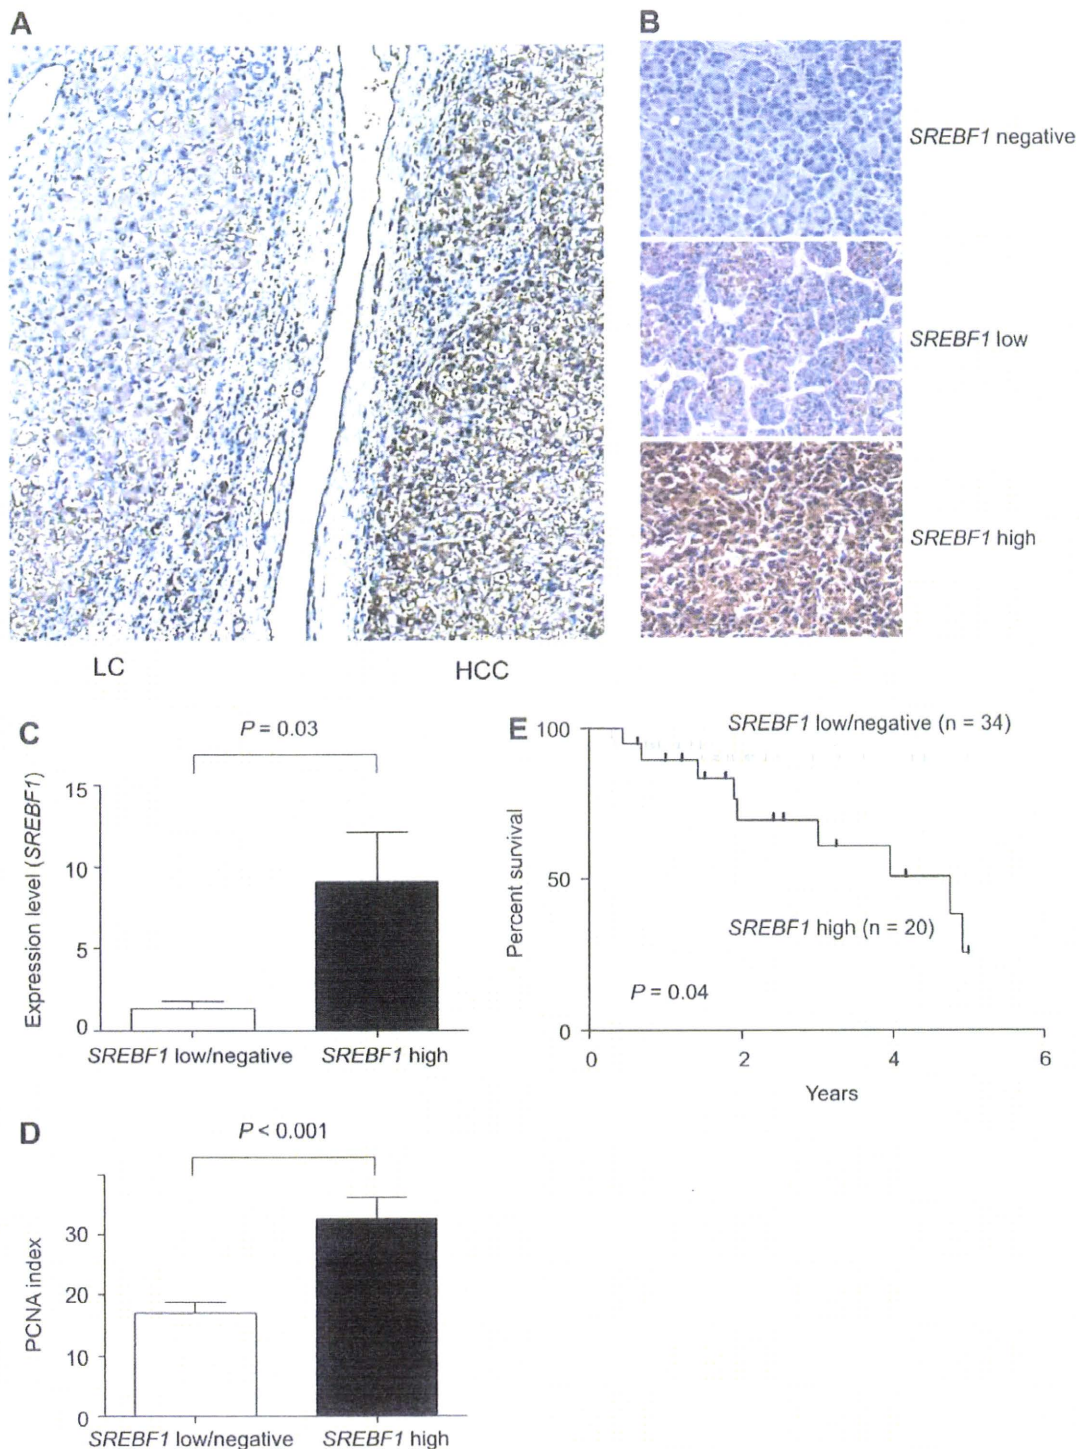 A
B
SREBF1 negative
SREBF1 low
SREBF1 high
LC
HCC
C
P = 0.03
Expression level (SREBF1)
15
10
5
0
SREBF1 low/negative
SREBF1 high
E
SREBF1 low/negative (n = 34)
SREBF1 high (n = 20)
P = 0.04
Percent survival
100
50
0
0 2 4 6
Years
D
P < 0.001
PCNA index
30
20
10
0
SREBF1 low/negative
SREBF1 high